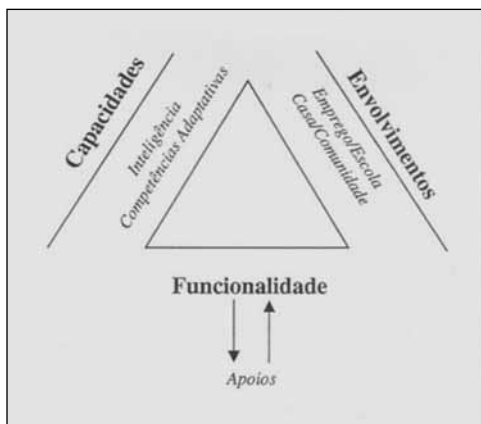 Capacidades
Inteligência
Competências Adaptativas
Envolvimentos
Emprego/Escola
Casa/Comunidade
Funcionalidade
Apoios